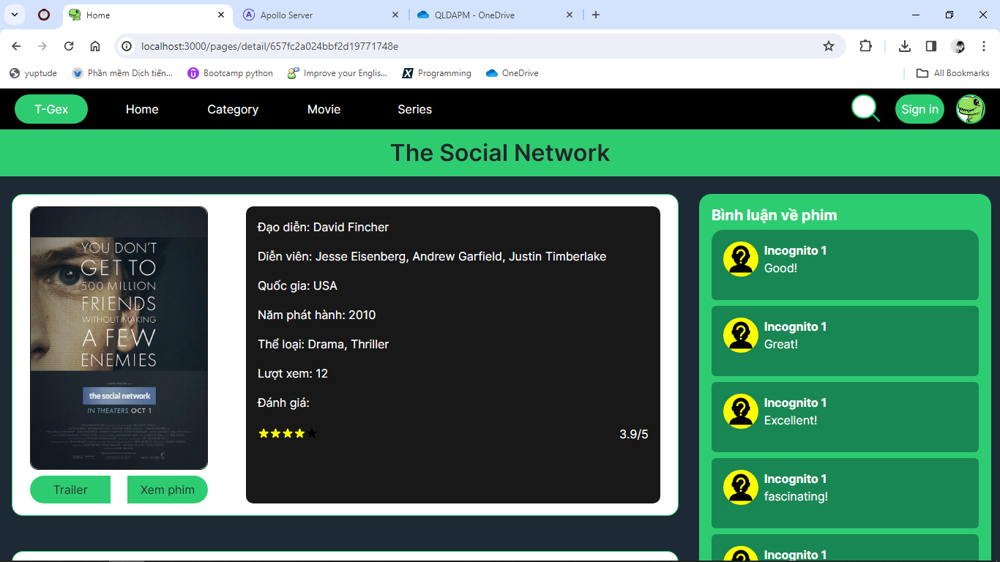 Home
Apollo Server
QLDAPM - OneDrive
localhost:3000/pages/detail/657fc2a024bbf2d19771748e
yuptude
Phần mềm Dịch tiến...
Bootcamp python
Improve your Englis...
Programming
OneDrive
All Bookmarks
T-Gex
Home
Category
Movie
Series
Sign in
The Social Network
YOU DON'T
GET TO
500 MILLION
FRIENDS
WITHOUT MAKING
A FEW
ENEMIES
the social network
IN THEATERS OCT 1
Trailer
Xem phim
Đạo diễn: David Fincher
Diễn viên: Jesse Eisenberg, Andrew Garfield, Justin Timberlake
Quốc gia: USA
Năm phát hành: 2010
Thể loại: Drama, Thriller
Lượt xem: 12
Đánh giá:
3.9/5
Bình luận về phim
Incognito 1
Good!
Incognito 1
Great!
Incognito 1
Excellent!
Incognito 1
fascinating!
Incognito 1